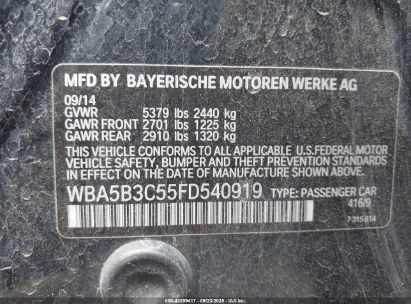 MFD BY BAYERISCHE MOTOREN WERKE AG
09/14
GVWR 5379 lbs 2440 kg
GAWR FRONT 2701 lbs 1225 kg
GAWR REAR 2910 lbs 1320 kg
THIS VEHICLE CONFORMS TO ALL APPLICABLE U.S. FEDERAL MOTOR
VEHICLE SAFETY, BUMPER, AND THEFT PREVENTION STANDARDS
IN EFFECT ON THE DATE OF MANUFACTURE SHOWN ABOVE.
WBA5B3C55FD540919 TYPE: PASSENGER CAR
416/9
7315814